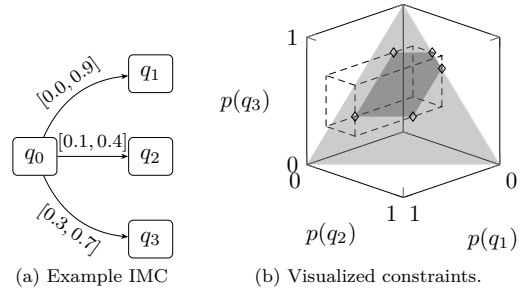 q0
[0.0, 0.9]
q1
[0.1, 0.4]
q2
[0.3, 0.7]
q3
(a) Example IMC
1
p(q3)
0
0
p(q2)
1 1
p(q1)
0
(b) Visualized constraints.